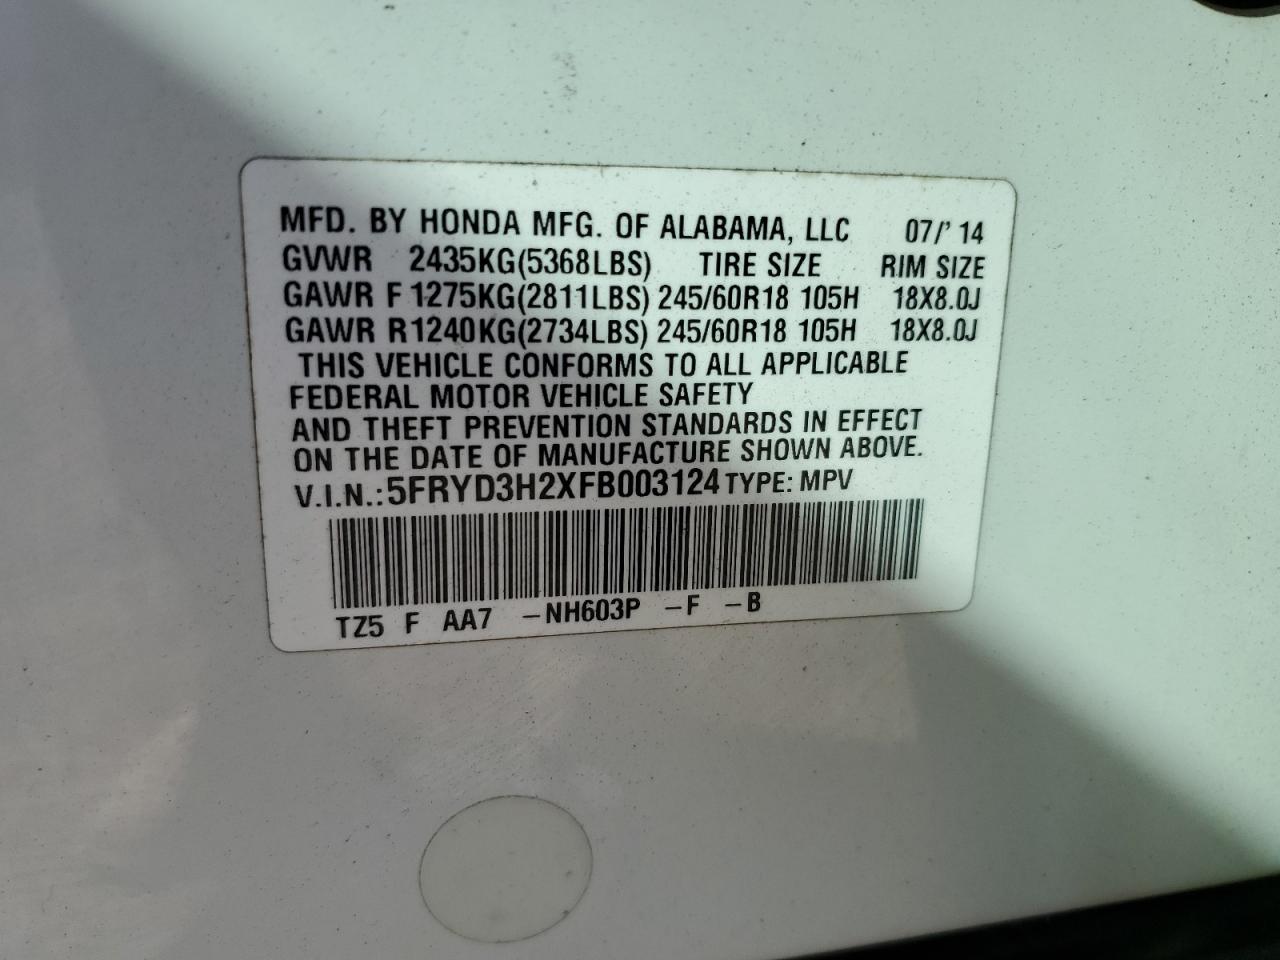 MFD. BY HONDA MFG. OF ALABAMA, LLC 07/' 14
GVWR 2435KG(5368LBS) TIRE SIZE RIM SIZE
GAWR F 1275KG(2811LBS) 245/60R18 105H 18X8.0J
GAWR R1240KG(2734LBS) 245/60R18 105H 18X8.0J
THIS VEHICLE CONFORMS TO ALL APPLICABLE
FEDERAL MOTOR VEHICLE SAFETY
AND THEFT PREVENTION STANDARDS IN EFFECT
ON THE DATE OF MANUFACTURE SHOWN ABOVE.
V.I.N.: 5FRYD3H2XFB003124 TYPE: MPV
TZ5 F AA7 -NH603P -F -B